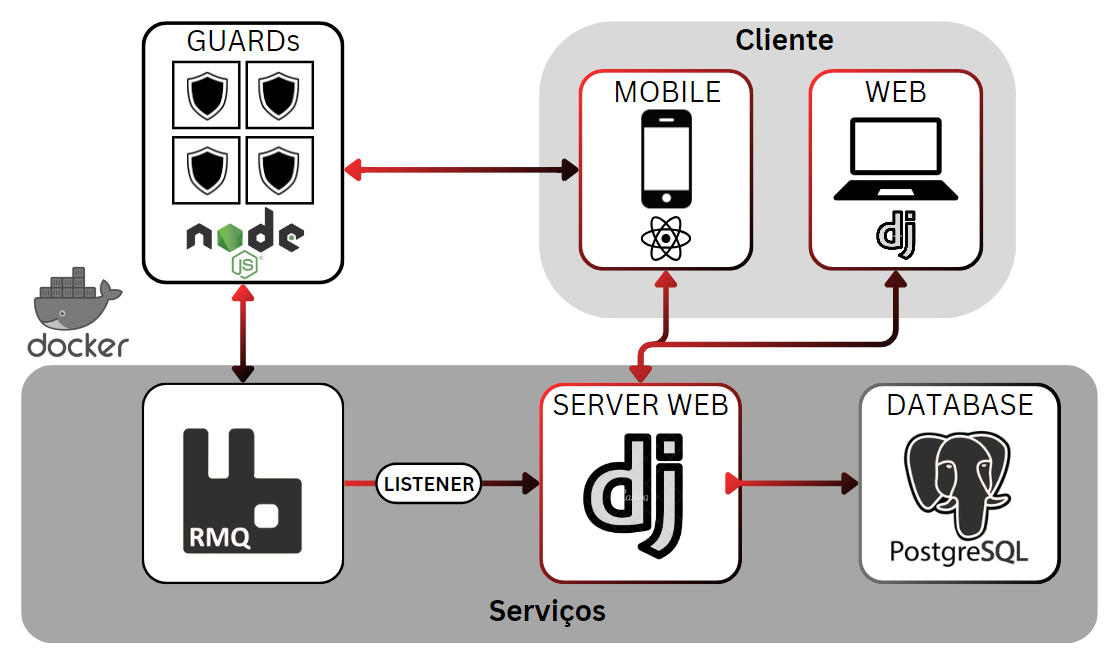 GUARDs
node
JS
Cliente
MOBILE
WEB
dj
docker
RMQ
LISTENER
SERVER WEB
dj
DATABASE
PostgreSQL
Serviços